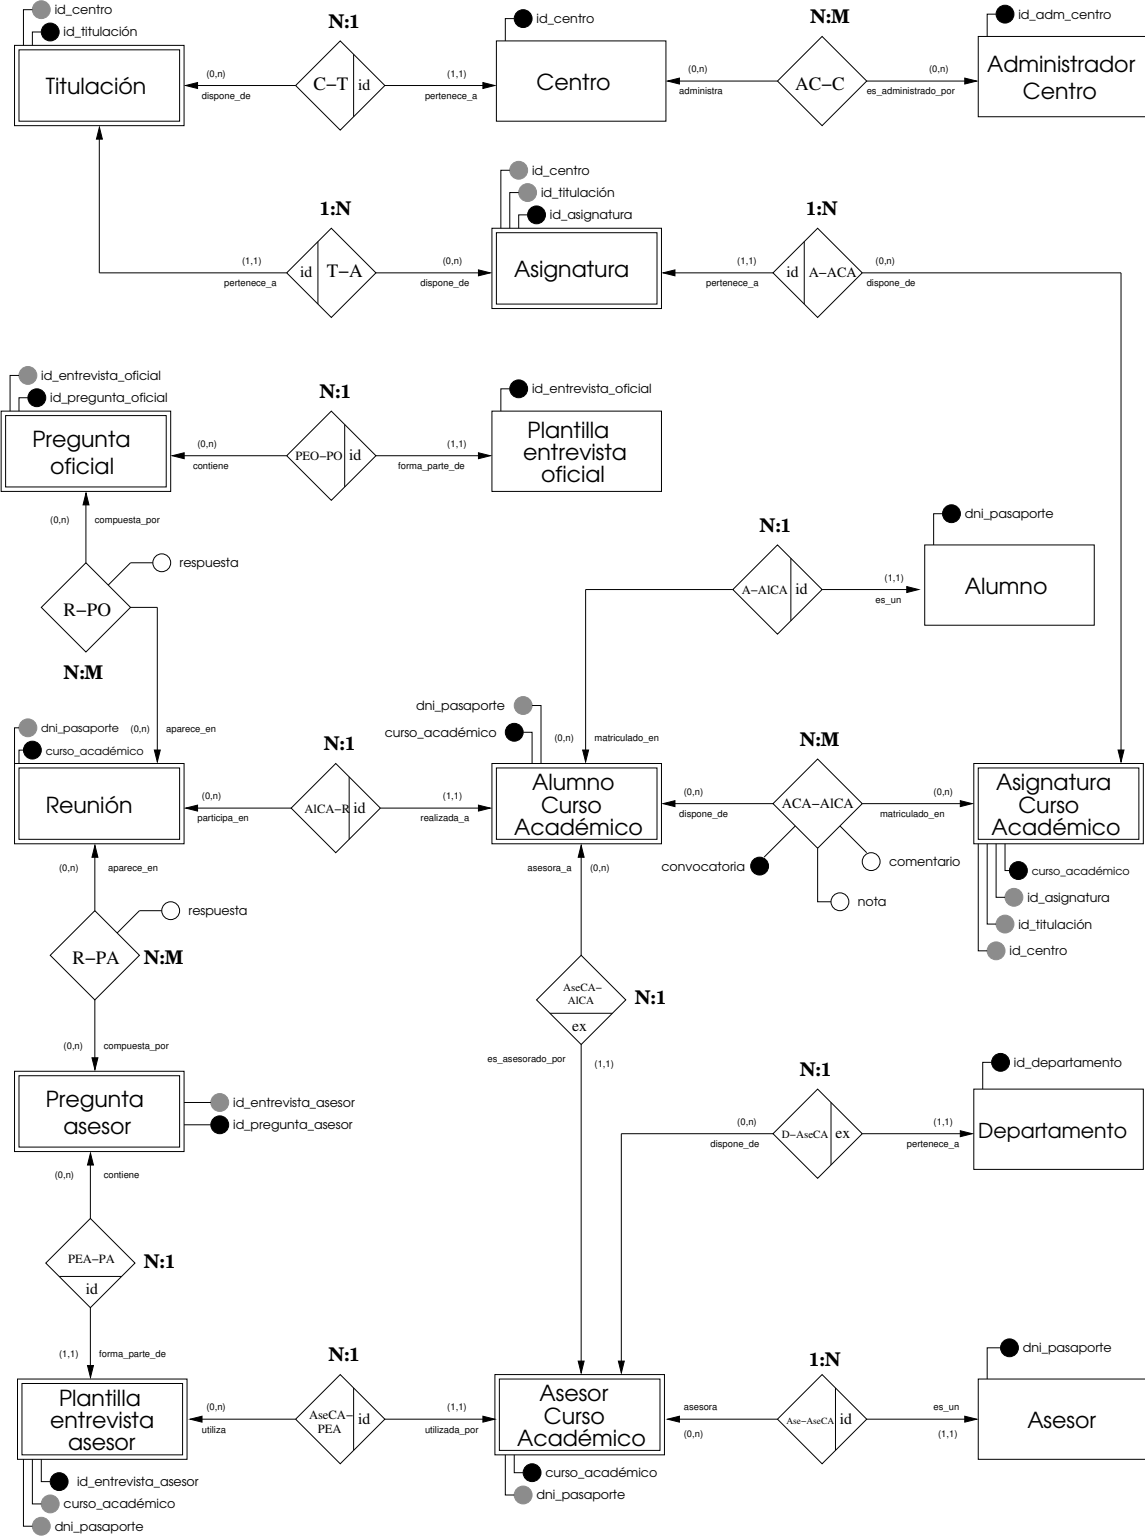 id_centro
id_titulación
N:1
id_centro
N:M
id_adm_centro
Titulación
(0,n)
dispone_de
C–T
id
(1,1)
pertenece_a
Centro
(0,n)
administra
AC–C
(0,n)
es_administrado_por
Administrador
Centro
id_centro
id_titulación
id_asignatura
1:N
1:N
(1,1)
pertenece_a
id
T–A
(0,n)
dispone_de
Asignatura
(1,1)
pertenece_a
id
A–ACA
(0,n)
dispone_de
id_entrevista_oficial
id_pregunta_oficial
N:1
id_entrevista_oficial
Pregunta
oficial
(0,n)
contiene
PEO–PO
id
(1,1)
forma_parte_de
Plantilla
entrevista
oficial
(0,n)
compuesta_por
respuesta
R–PO
N:M
N:1
dni_pasaporte
A–AlCA
id
(1,1)
es_un
Alumno
dni_pasaporte
curso_académico
(0,n)
aparece_en
N:1
dni_pasaporte
curso_académico
(0,n)
matriculado_en
N:M
Reunión
(0,n)
participa_en
AlCA–R
id
(1,1)
realizada_a
Alumno
Curso
Académico
(0,n)
dispone_de
ACA–AlCA
(0,n)
matriculado_en
Asignatura
Curso
Académico
convocatoria
comentario
nota
curso_académico
id_asignatura
id_titulación
id_centro
(0,n)
aparece_en
respuesta
R–PA
N:M
(0,n)
compuesta_por
asesora_a
(0,n)
AseCA–
AlCA
ex
N:1
es_asesorado_por
(1,1)
Pregunta
asesor
id_entrevista_asesor
id_pregunta_asesor
N:1
id_departamento
(0,n)
dispone_de
D–AseCA
ex
(1,1)
pertenece_a
Departamento
(0,n)
contiene
PEA–PA
id
N:1
(1,1)
forma_parte_de
N:1
1:N
dni_pasaporte
Plantilla
entrevista
asesor
(0,n)
utiliza
AseCA–
PEA
id
(1,1)
utilizada_por
Asesor
Curso
Académico
asesora
(0,n)
Ase–AseCA
id
es_un
(1,1)
Asesor
id_entrevista_asesor
curso_académico
dni_pasaporte
curso_académico
dni_pasaporte